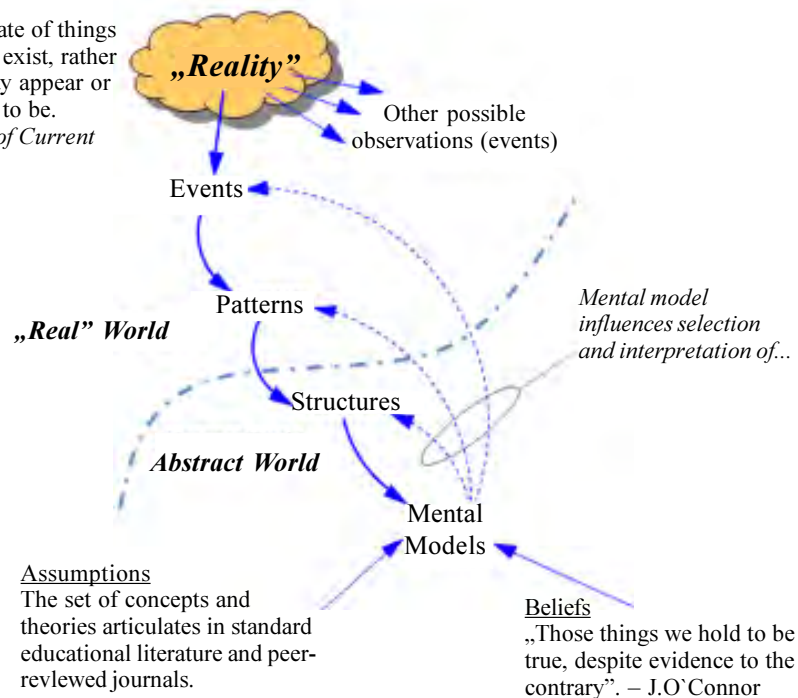 ate of things
exist, rather
y appear or
to be.
of Current
„Reality”
Other possible
observations (events)
Events
Patterns
„Real” World
Mental model
influences selection
and interpretation of...
Structures
Abstract World
Mental
Models
Assumptions
The set of concepts and
theories articulates in standard
educational literature and peer-
revlewed journals.
Beliefs
„Those things we hold to be
true, despite evidence to the
contrary”. – J.O`Connor